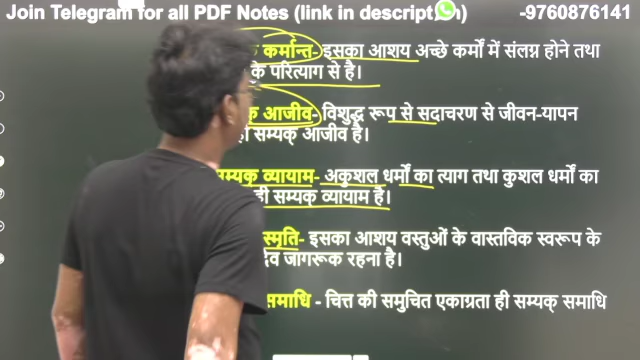 Join Telegram for all PDF Notes (link in descript n) -9760876141
कर्मान्त- इसका आशय अच्छे कर्मों में संलग्न होने तथा
के परित्याग से है।
आजीव- विशुद्ध रूप से सदाचरण से जीवन-यापन
ही सम्यक् आजीव है।
सम्यक् व्यायाम- अकुशल धर्मों का त्याग तथा कुशल धर्मों का
ही सम्यक् व्यायाम है।
स्मृति- इसका आशय वस्तुओं के वास्तविक स्वरूप के
जागरूक रहना है।
समाधि - चित्त की समुचित एकाग्रता ही सम्यक् समाधि